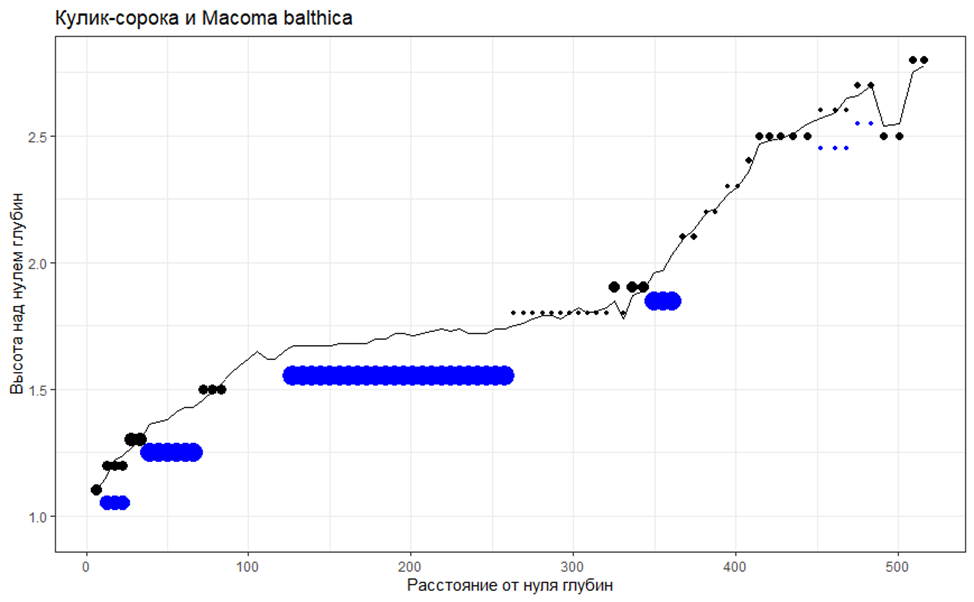 Кулик-сорока и Macoma balthica
Высота над нулем глубин
2.5
2.0
1.5
1.0
0 100 200 300 400 500
Расстояние от нуля глубин